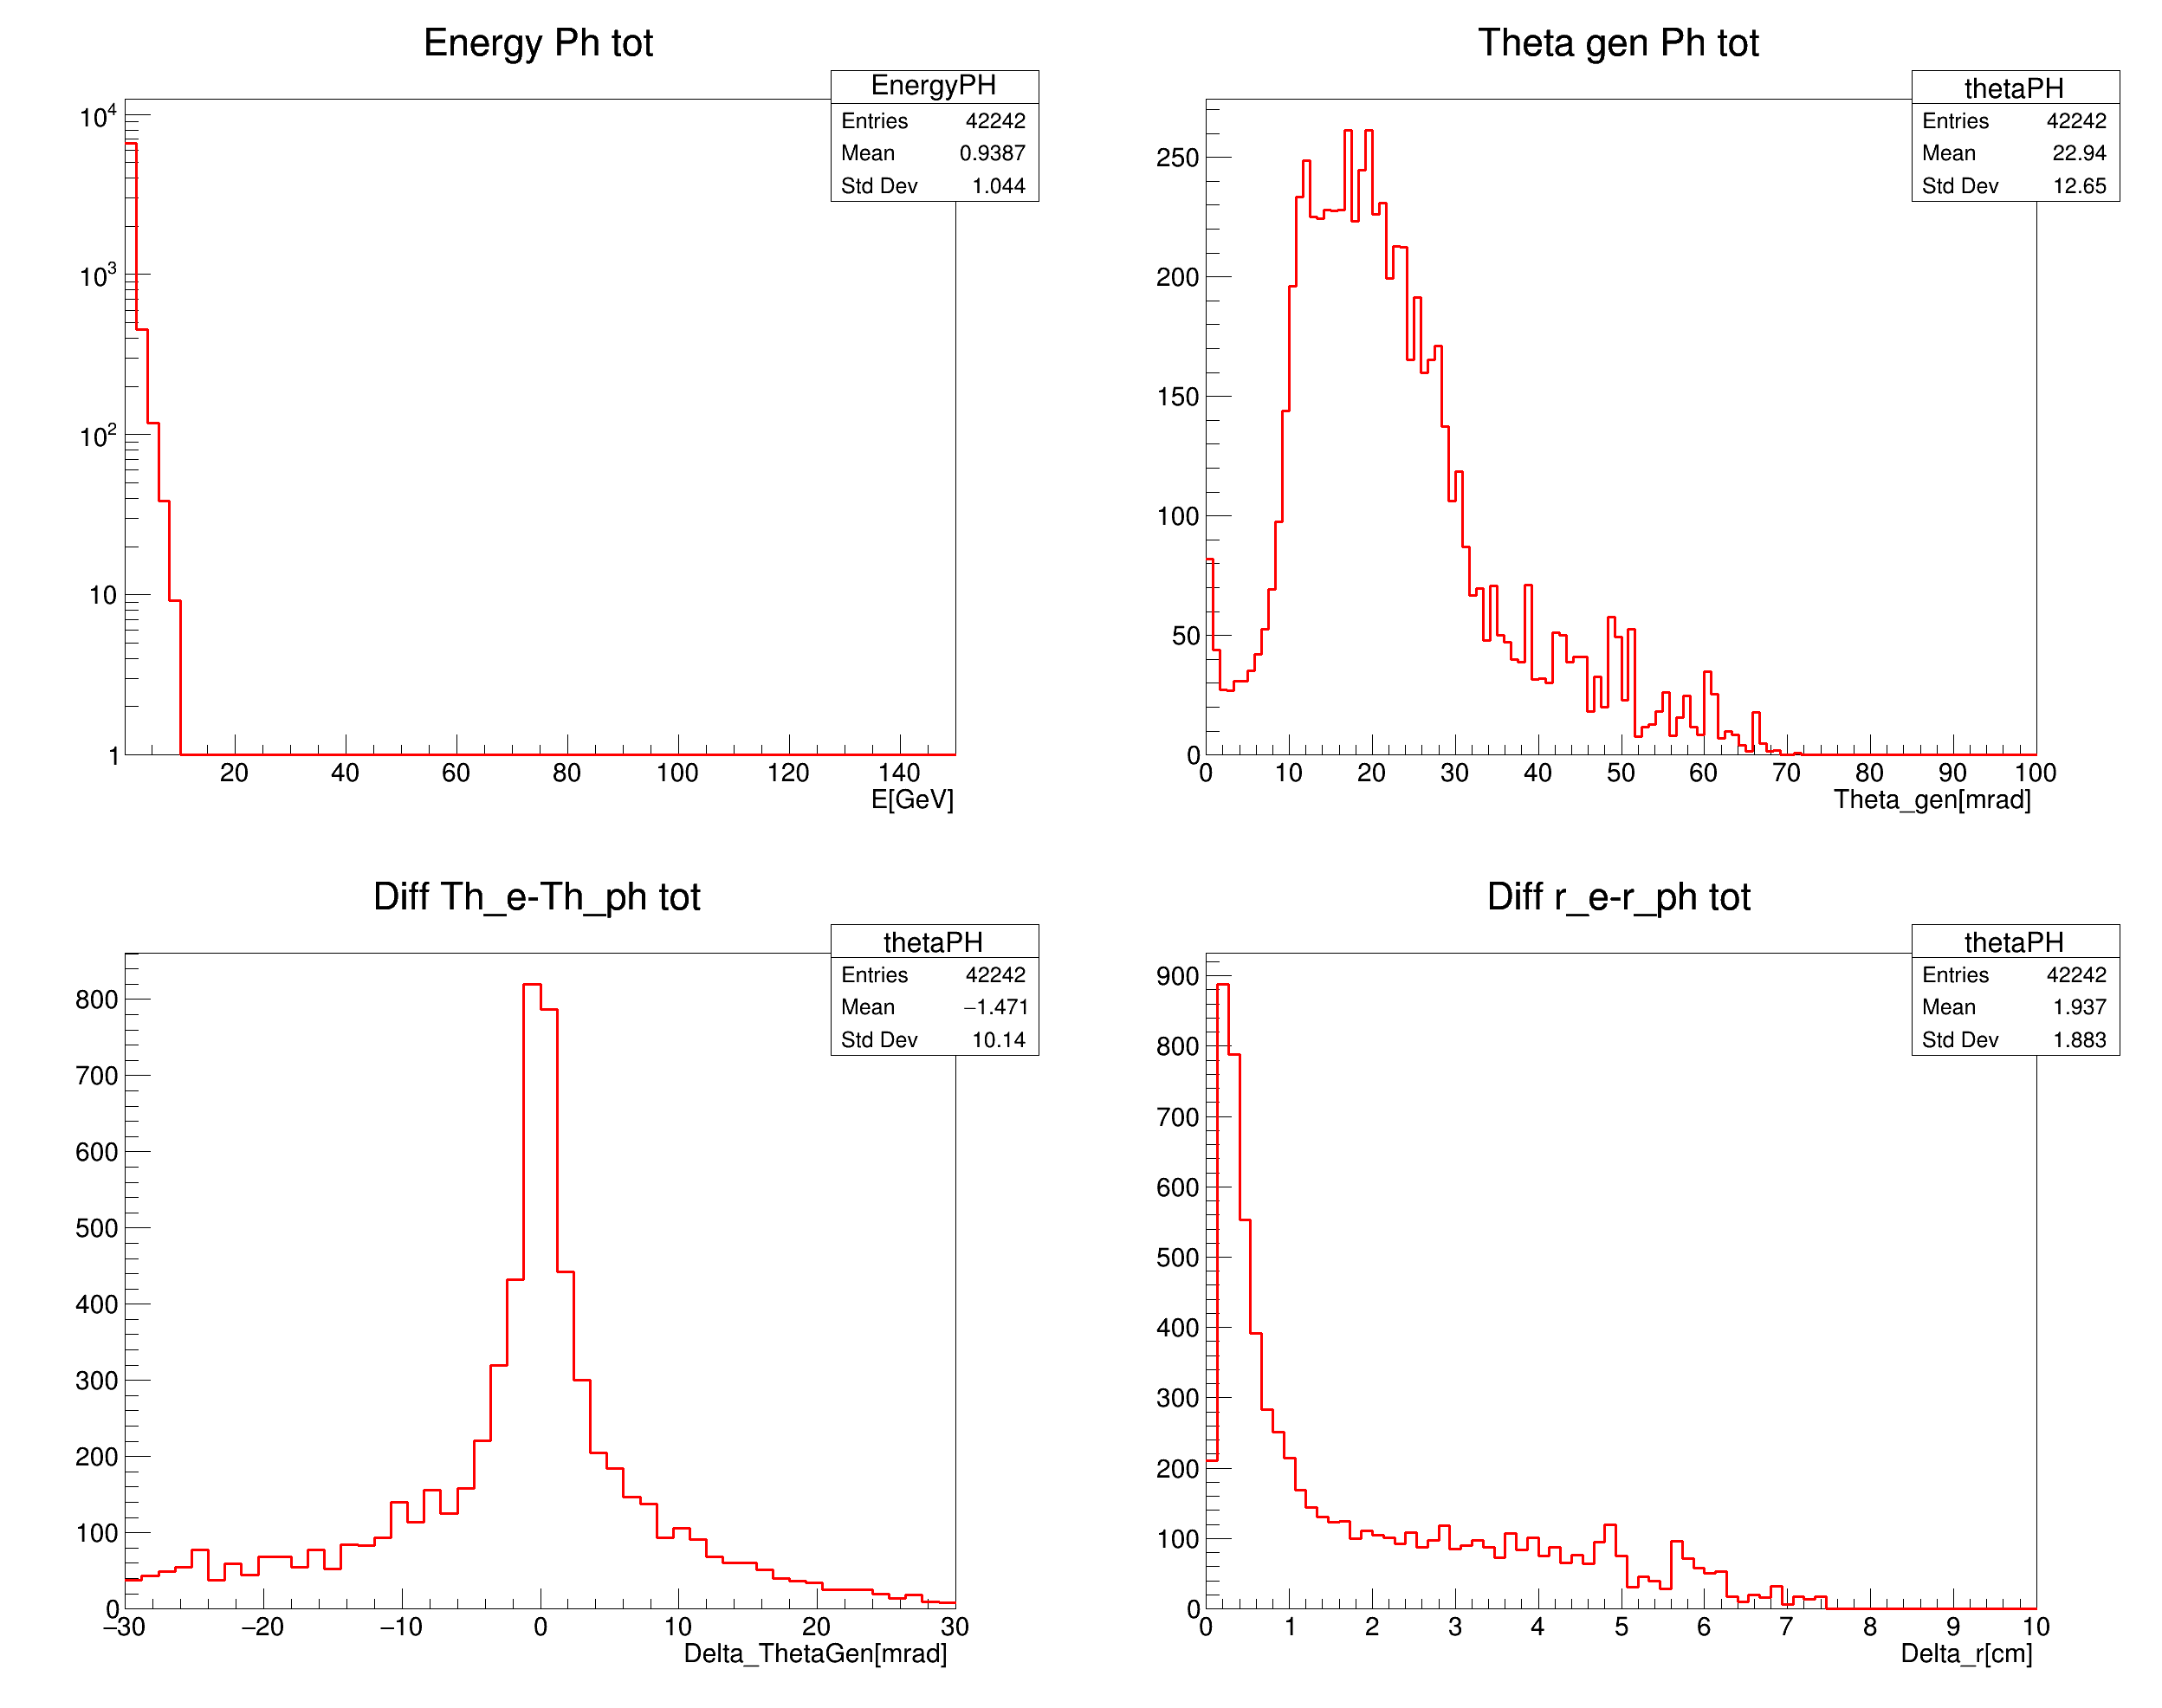 Energy Ph tot
EnergyPH
Entries 42242
Mean 0.9387
Std Dev 1.044
10^4
10^3
10^2
10
1
20 40 60 80 100 120 140
E[GeV]
Theta gen Ph tot
thetaPH
Entries 42242
Mean 22.94
Std Dev 12.65
250
200
150
100
50
0
0 10 20 30 40 50 60 70 80 90 100
Theta_gen[mrad]
Diff Th_e-Th_ph tot
thetaPH
Entries 42242
Mean −1.471
Std Dev 10.14
800
700
600
500
400
300
200
100
0
−30 −20 −10 0 10 20 30
Delta_ThetaGen[mrad]
Diff r_e-r_ph tot
thetaPH
Entries 42242
Mean 1.937
Std Dev 1.883
900
800
700
600
500
400
300
200
100
0
0 1 2 3 4 5 6 7 8 9 10
Delta_r[cm]